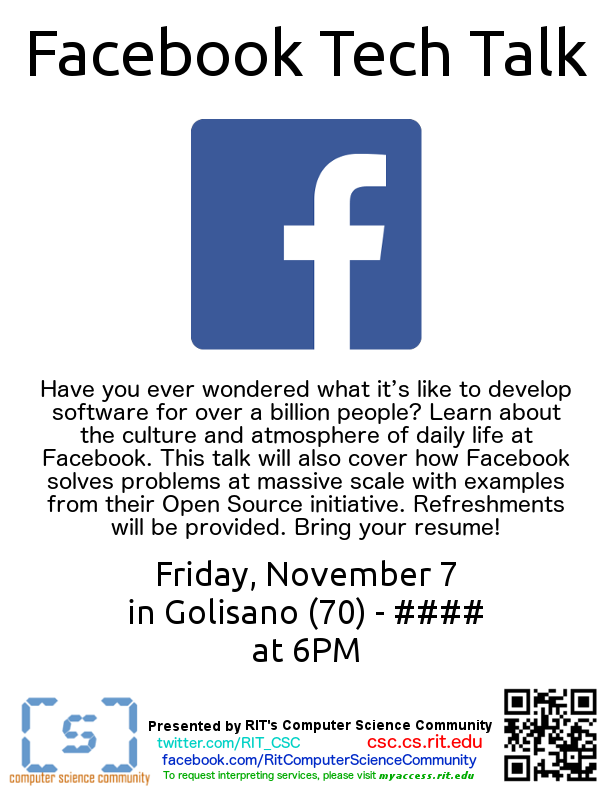 Facebook Tech Talk
f
Have you ever wondered what it’s like to develop
software for over a billion people? Learn about
the culture and atmosphere of daily life at
Facebook. This talk will also cover how Facebook
solves problems at massive scale with examples
from their Open Source initiative. Refreshments
will be provided. Bring your resume!
Friday, November 7
in Golisano (70) - ####
at 6PM
[s]
computer science community
Presented by RIT's Computer Science Community
twitter.com/RIT_CSC csc.cs.rit.edu
facebook.com/RitComputerScienceCommunity
To request interpreting services, please visit myaccess.rit.edu